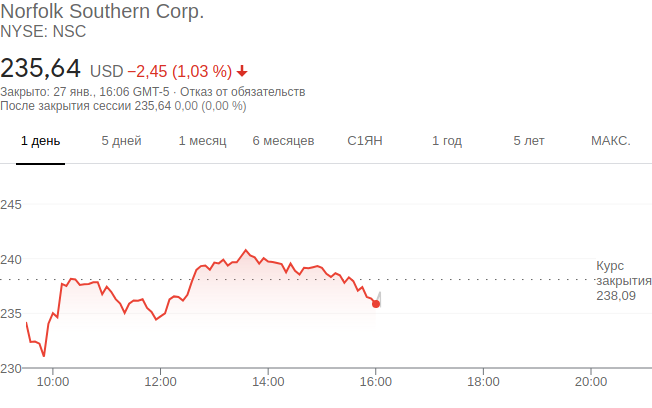 Norfolk Southern Corp.
NYSE: NSC
235,64 USD −2,45 (1,03 %)
Закрыто: 27 янв., 16:06 GMT-5 · Отказ от обязательств
После закрытия сессии 235,64 0,00 (0,00 %)
1 день 5 дней 1 месяц 6 месяцев С1ЯН 1 год 5 лет МАКС.
245
240
Курс
закрытия
238,09
235
230
10:00 12:00 14:00 16:00 18:00 20:00